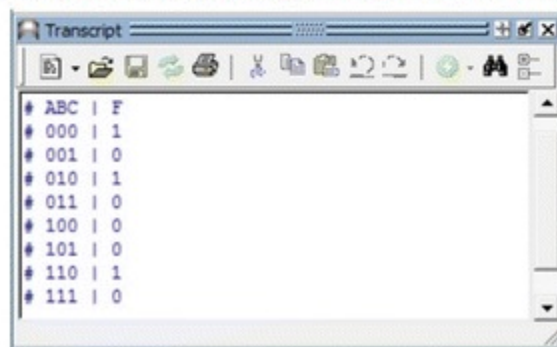 Transcript
# ABC | F
# 000 | 1
# 001 | 0
# 010 | 1
# 011 | 0
# 100 | 0
# 101 | 0
# 110 | 1
# 111 | 0